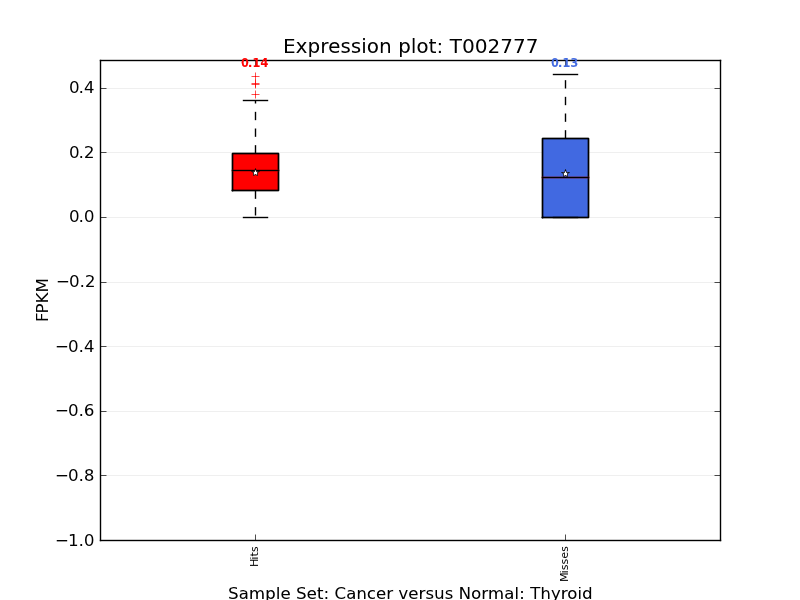 Expression plot: T002777
0.14
0.13
0.4
0.2
0.0
−0.2
−0.4
−0.6
−0.8
−1.0
FPKM
Hits
Misses
Sample Set: Cancer versus Normal: Thyroid